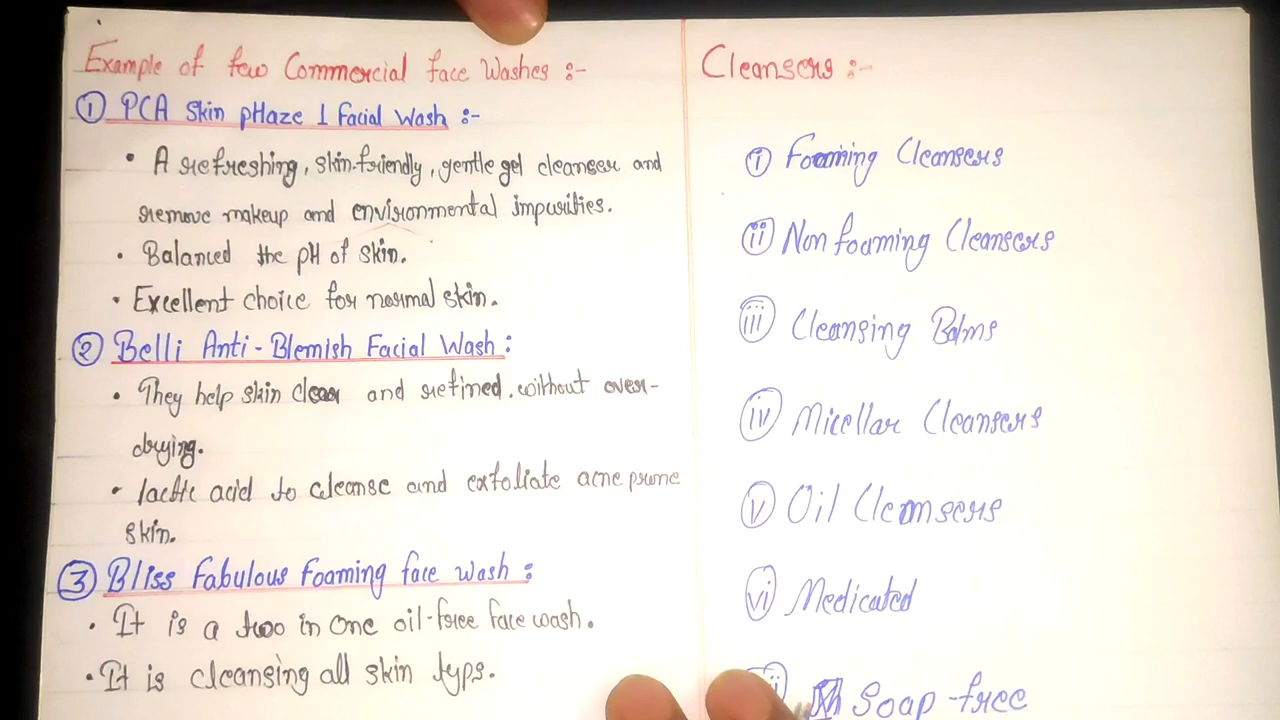 Example of few Commercial face Washes :-
① PCA Skin pHaze 1 Facial Wash :-
• A refreshing, skin-friendly, gentle gel cleanser and
remove makeup and environmental impurities.
• Balanced the pH of skin.
• Excellent choice for normal skin.
② Belli Anti-Blemish Facial Wash :
• They help skin clear and refined. without over-
drying.
• lactic acid to cleanse and exfoliate acne prone
skin.
③ Bliss Fabulous Foaming face wash :
• It is a two in one oil-free face wash.
• It is cleansing all skin typs.
Cleansers :-
ⓘ Foaming Cleansers
(ii) Non foaming Cleansers
(iii) Cleansing Balms
(iv) Micellar Cleansers
(v) Oil Cleansers
(vi) Medicated
Soap-free